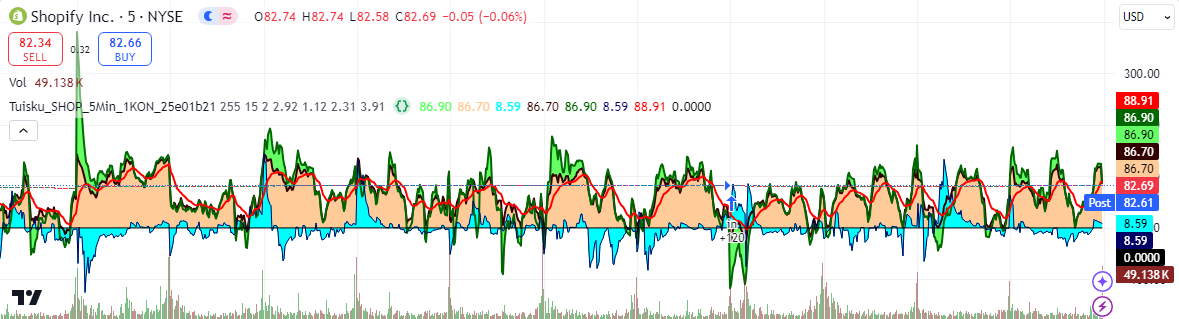 Shopify Inc. · 5 · NYSE O82.74 H82.74 L82.58 C82.69 −0.05 (−0.06%) USD
82.34 0.32 82.66
SELL BUY
Vol 49.138 K
300.00
Tuisku_SHOP_5Min_1KON_25e01b21 255 15 2 2.92 1.12 2.31 3.91 {} 86.90 86.70 8.59 86.70 86.90 8.59 88.91 0.0000
88.91
86.90
86.90
86.70
86.70
82.69
Post 82.61
8.59
8.59
0.0000
49.138 K
+120